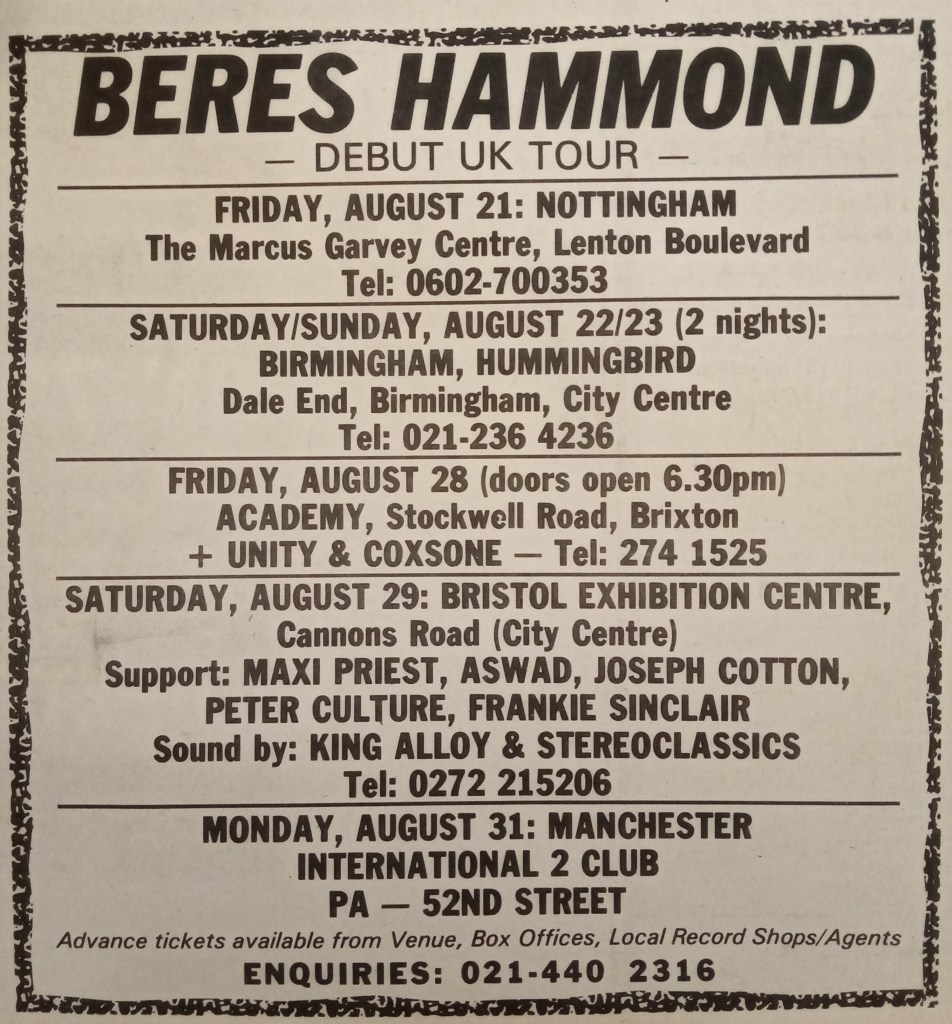 BERES HAMMOND
— DEBUT UK TOUR —
FRIDAY, AUGUST 21: NOTTINGHAM
The Marcus Garvey Centre, Lenton Boulevard
Tel: 0602-700353
SATURDAY/SUNDAY, AUGUST 22/23 (2 nights):
BIRMINGHAM, HUMMINGBIRD
Dale End, Birmingham, City Centre
Tel: 021-236 4236
FRIDAY, AUGUST 28 (doors open 6.30pm)
ACADEMY, Stockwell Road, Brixton
+ UNITY & COXSONE — Tel: 274 1525
SATURDAY, AUGUST 29: BRISTOL EXHIBITION CENTRE,
Cannons Road (City Centre)
Support: MAXI PRIEST, ASWAD, JOSEPH COTTON,
PETER CULTURE, FRANKIE SINCLAIR
Sound by: KING ALLOY & STEREOCLASSICS
Tel: 0272 215206
MONDAY, AUGUST 31: MANCHESTER
INTERNATIONAL 2 CLUB
PA — 52ND STREET
Advance tickets available from Venue, Box Offices, Local Record Shops/Agents
ENQUIRIES: 021-440 2316